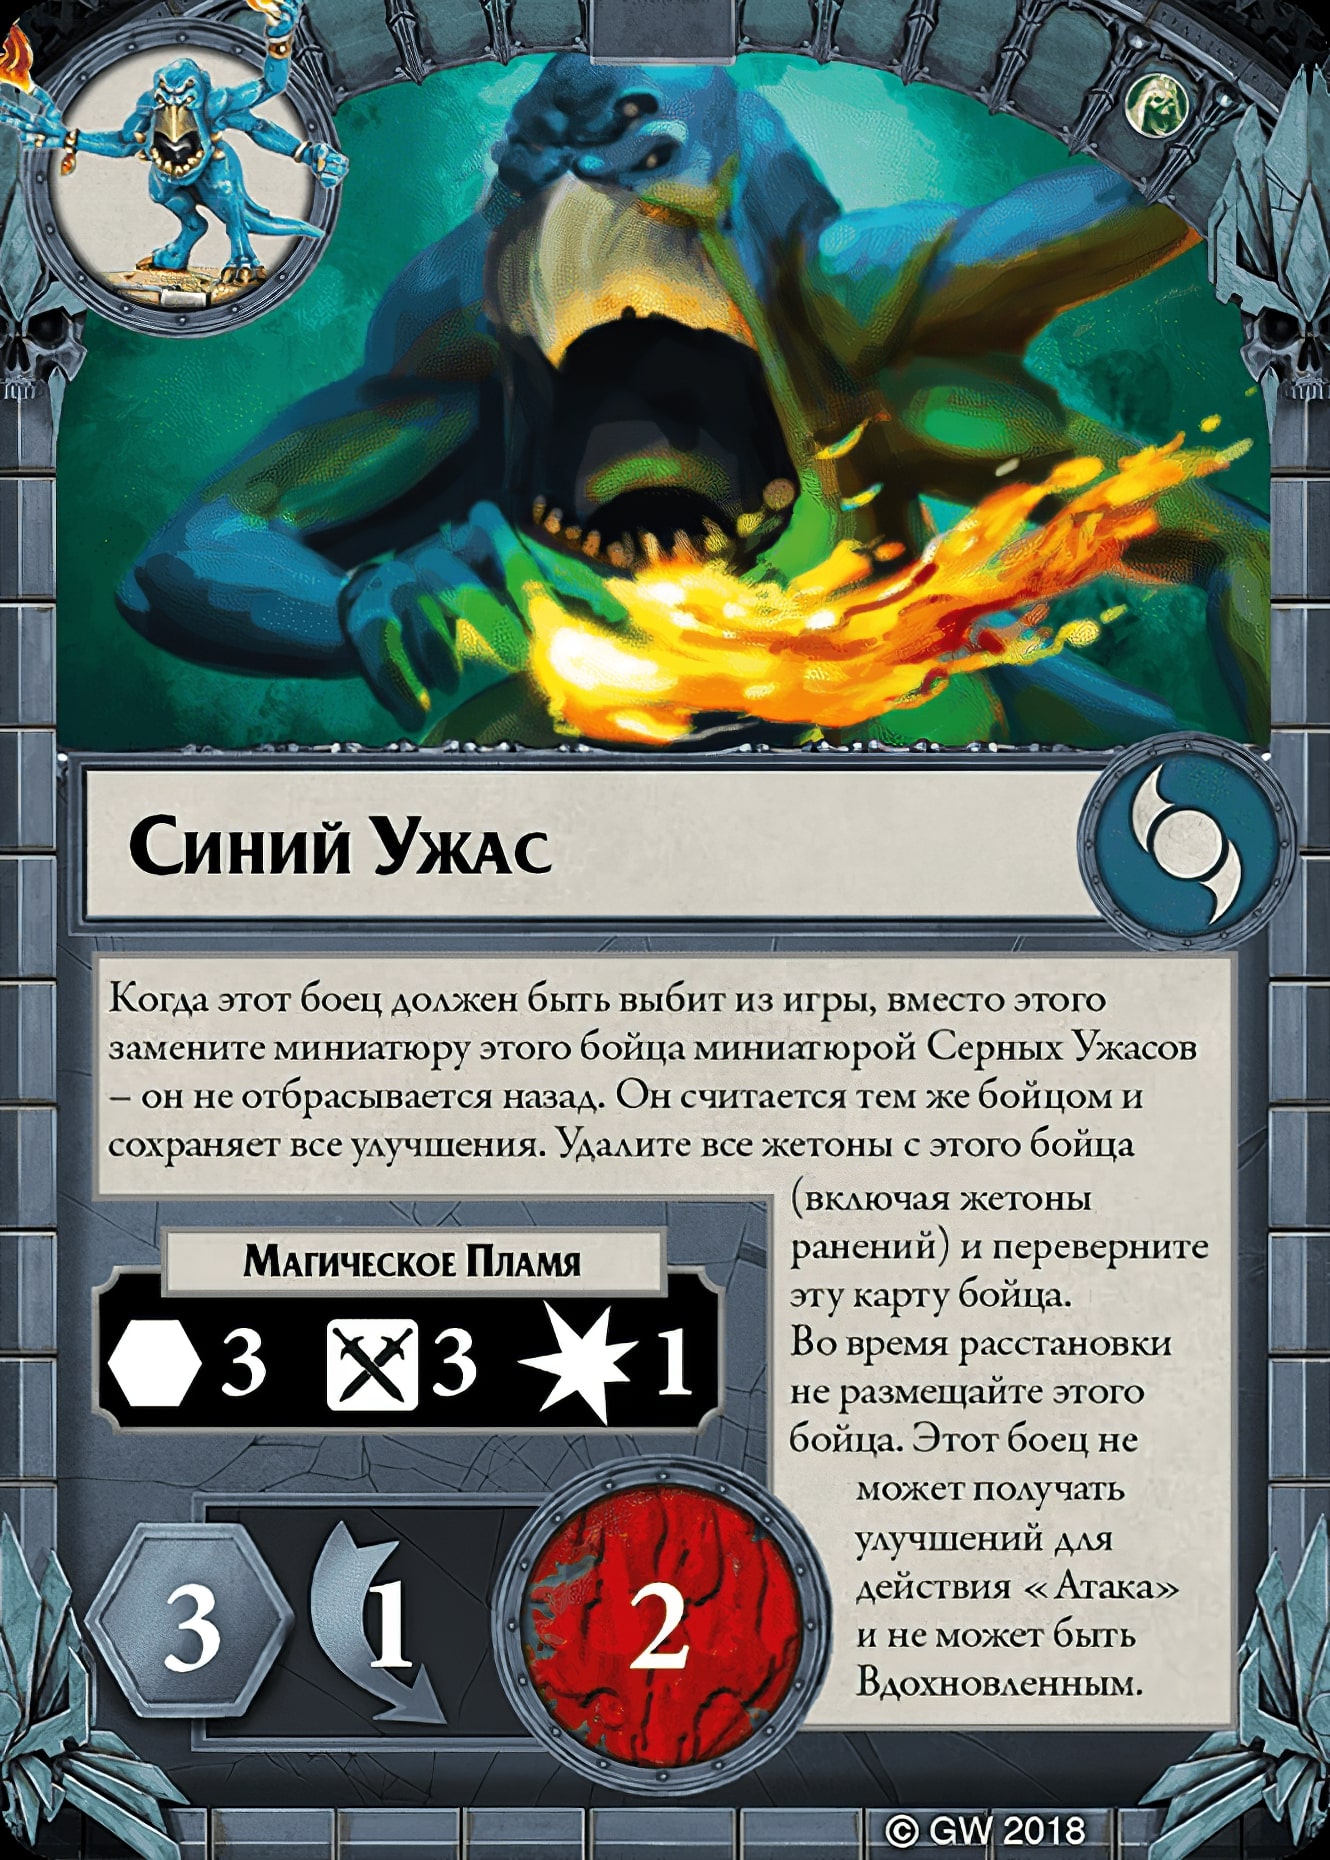 Синий Ужас
Когда этот боец должен быть выбит из игры, вместо этого
замените миниатюру этого бойца миниатюрой Серных Ужасов
– он не отбрасывается назад. Он считается тем же бойцом и
сохраняет все улучшения. Удалите все жетоны с этого бойца
(включая жетоны
ранений) и переверните
эту карту бойца.
Во время расстановки
не размещайте этого
бойца. Этот боец не
может получать
улучшений для
действия «Атака»
и не может быть
Вдохновленным.
Магическое Пламя
3 3 1
3 1 2
© GW 2018